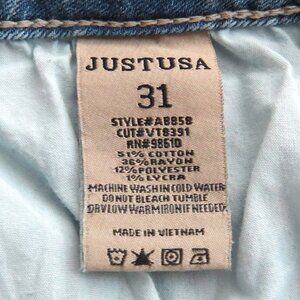 JUSTUSA
31
STYLE#A8858
CUT#VT8391
RN#98610
51% COTTON
36% RAYON
12% POLYESTER
1% LYCRA
MACHINE WASH IN COLD WATER
DO NOT BLEACH TUMBLE
DRY LOW WARM IRON IF NEEDED
MADE IN VIETNAM